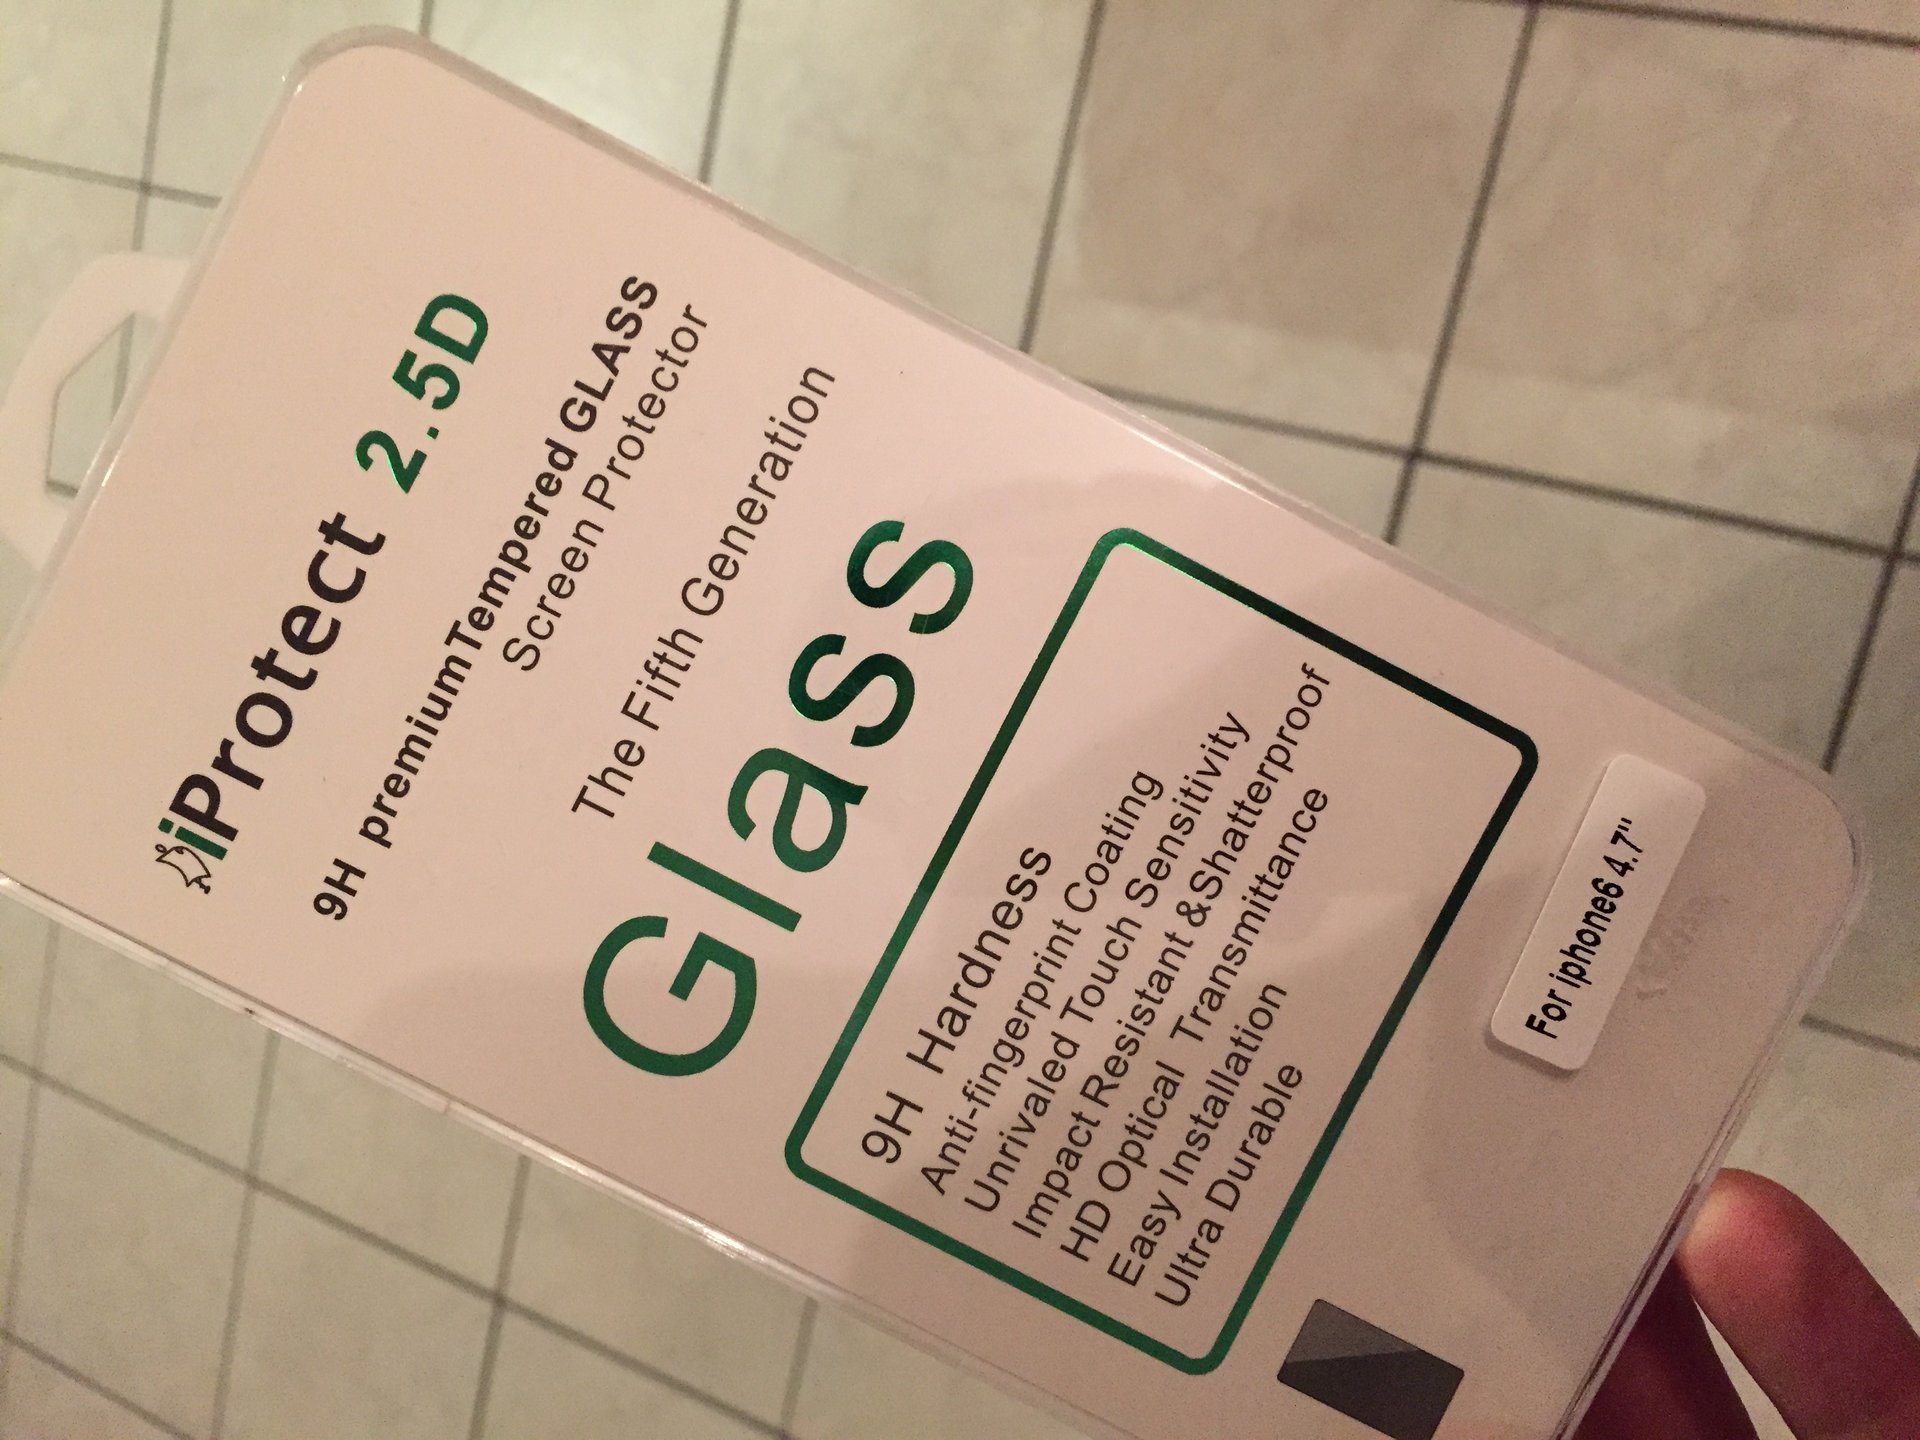 iProtect 2.5D
9H premiumTempered GLASS
Screen Protector
The Fifth Generation
Glass
9H Hardness
Anti-fingerprint Coating
Unrivaled Touch Sensitivity
Impact Resistant &Shatterproof
HD Optical Transmittance
Easy Installation
Ultra Durable
For iphone6 4.7"